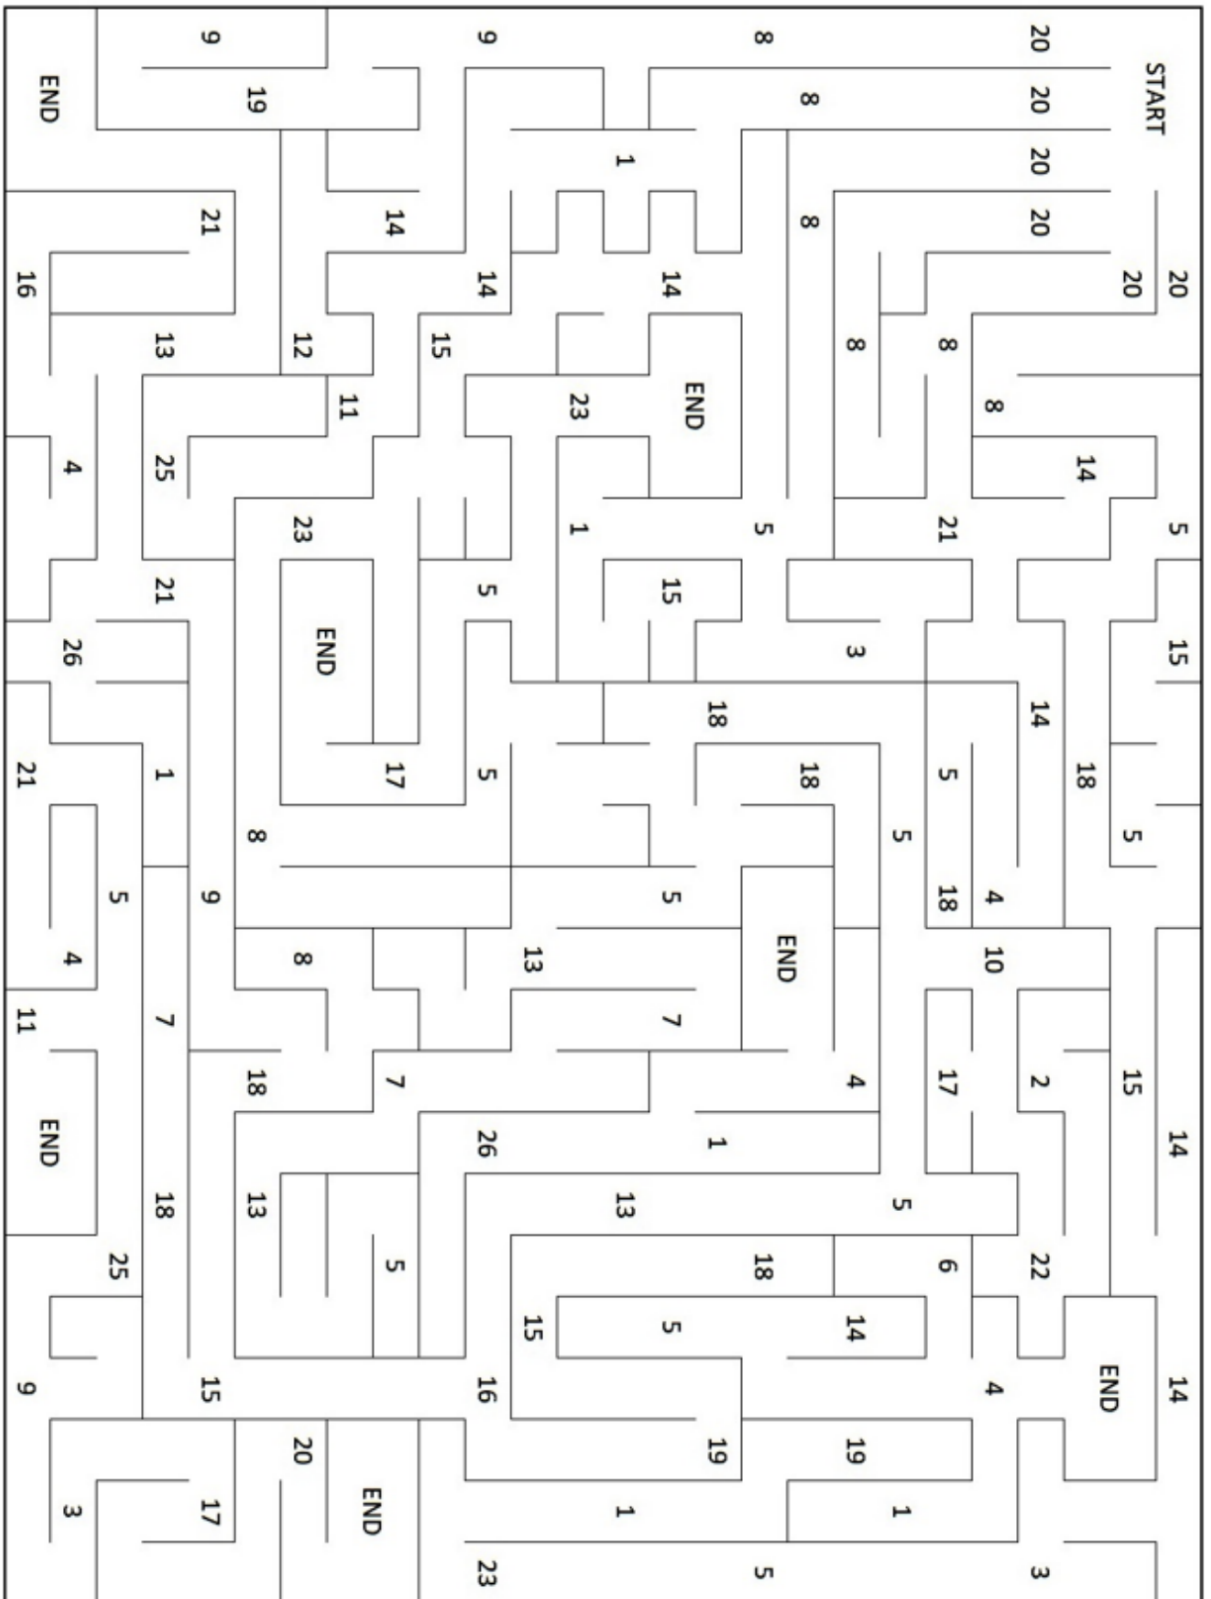 20 5 15 14 14
START
20 5 15
END
14 18
20 20 20 20 14 2 22 3
8 4 10 4
8 21 5 18 17 6
5 5 1
8 3 4 14 19
8 8 18
END
8 5 18 5
18 1 19
END
14 15 5 7 5
1 13 1
23 1
13 15
9 14 5 5 26 16 23
15
14 17 7 5
END
11
END
12 23 8 20
19 8 18 13
9 21 9 15 17
13 25 21 1 7 18
5 25
4 26 4 3
END END
16 21 11 9